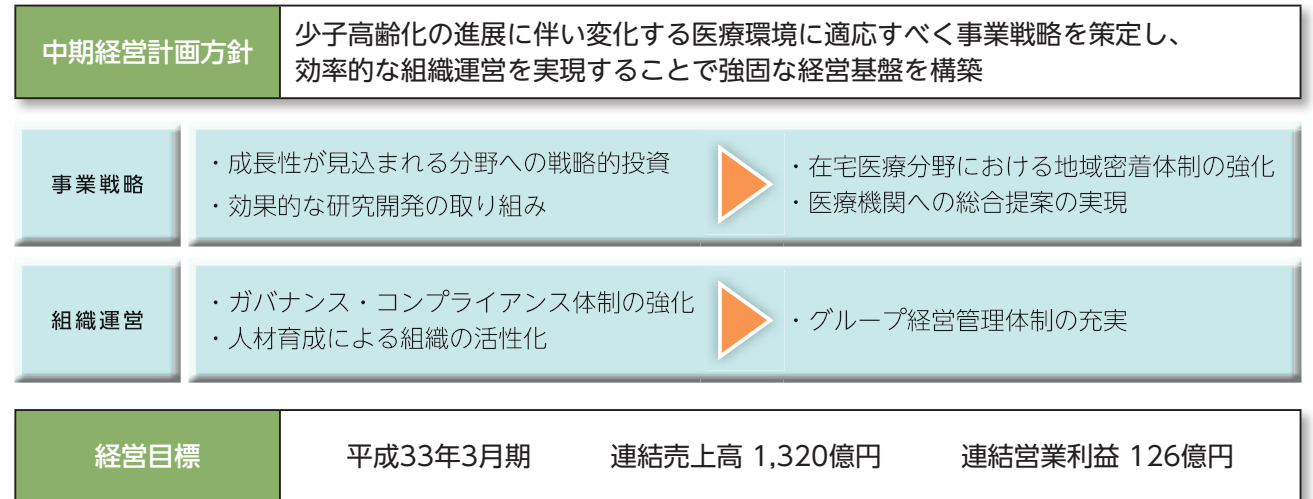 中期経営計画方針
少子高齢化の進展に伴い変化する医療環境に適応すべく事業戦略を策定し、
効率的な組織運営を実現することで強固な経営基盤を構築
事業戦略
・成長性が見込まれる分野への戦略的投資
・効果的な研究開発の取り組み
・在宅医療分野における地域密着体制の強化
・医療機関への総合提案の実現
組織運営
・ガバナンス・コンプライアンス体制の強化
・人材育成による組織の活性化
・グループ経営管理体制の充実
経営目標
平成33年3月期 連結売上高 1,320億円 連結営業利益 126億円